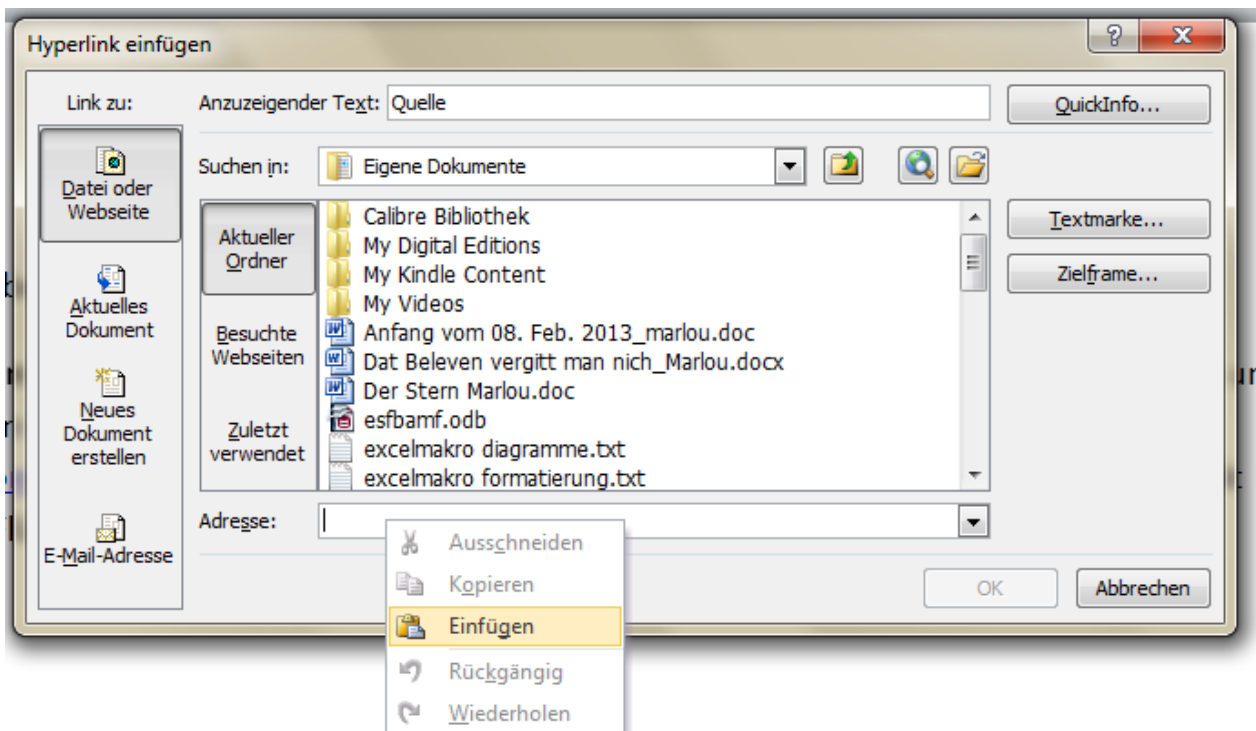 Hyperlink einfügen
Link zu:
Anzuzeigender Text: Quelle
QuickInfo...
Datei oder
Webseite
Aktuelles
Dokument
Neues
Dokument
erstellen
E-Mail-Adresse
Suchen in: Eigene Dokumente
Aktueller
Ordner
Besuchte
Webseiten
Zuletzt
verwendet
Calibre Bibliothek
My Digital Editions
My Kindle Content
My Videos
Anfang vom 08. Feb. 2013_marlou.doc
Dat Beleven vergitt man nich_Marlou.docx
Der Stern Marlou.doc
esfbamf.odb
excelmakro diagramme.txt
excelmakro formatierung.txt
Textmarke...
Zielframe...
Adresse:
Ausschneiden
Kopieren
Einfügen
Rückgängig
Wiederholen
OK
Abbrechen